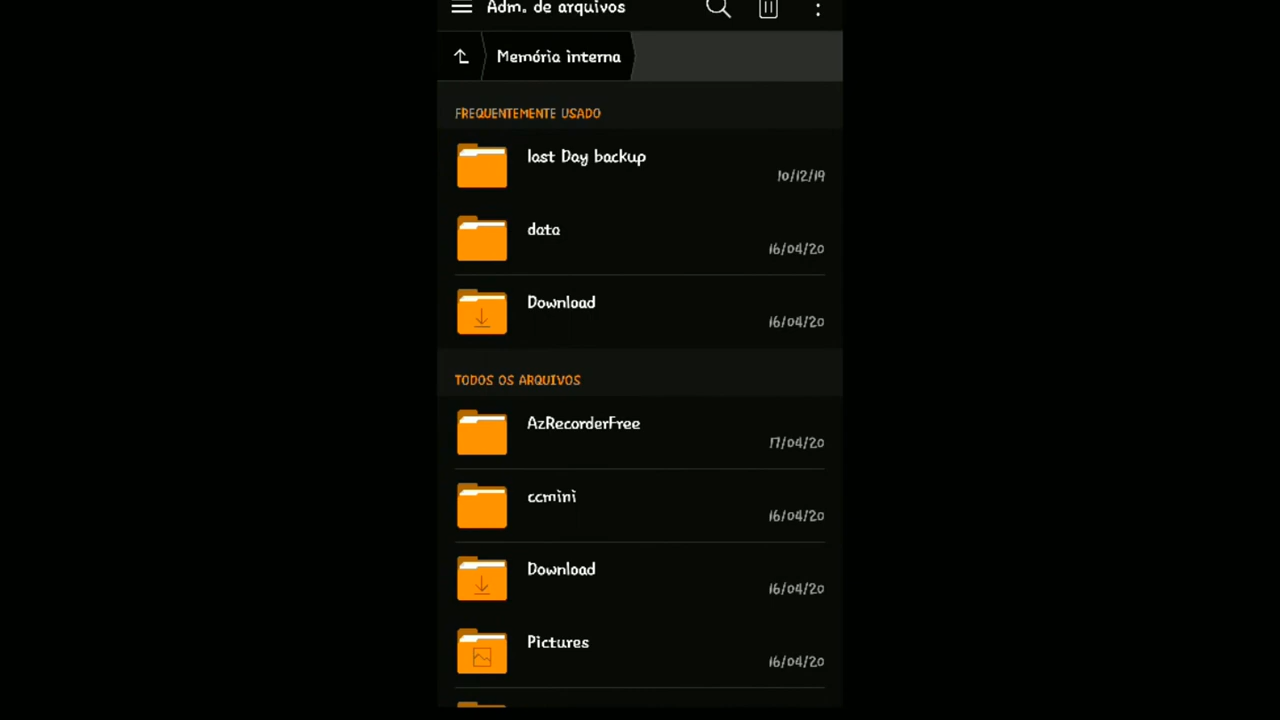 Adm. de arquivos
Memória interna
FREQUENTEMENTE USADO
last Day backup
10/12/19
data
16/04/20
Download
16/04/20
TODOS OS ARQUIVOS
AzRecorderFree
17/04/20
ccmini
16/04/20
Download
16/04/20
Pictures
16/04/20